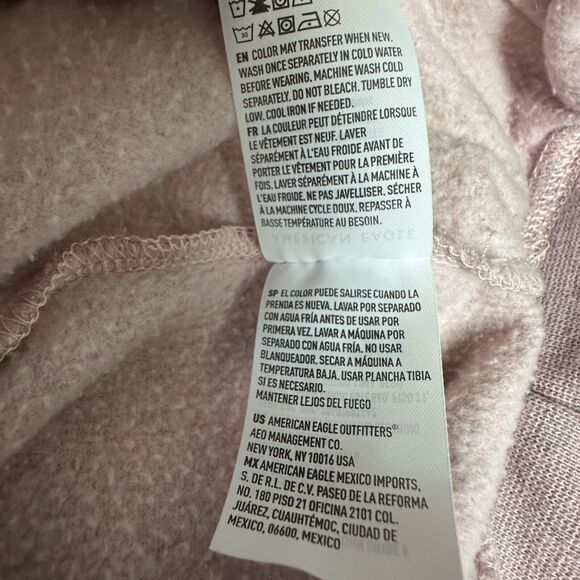 30
EN COLOR MAY TRANSFER WHEN NEW.
WASH ONCE SEPARATELY IN COLD WATER
BEFORE WEARING. MACHINE WASH COLD
SEPARATELY. DO NOT BLEACH. TUMBLE DRY
LOW. COOL IRON IF NEEDED.
FR LA COULEUR PEUT DÉTEINDRE LORSQUE
LE VÊTEMENT EST NEUF. LAVER
SÉPARÉMENT À L'EAU FROIDE AVANT DE
PORTER LE VÊTEMENT POUR LA PREMIÈRE
FOIS. LAVER SÉPARÉMENT À LA MACHINE À
L'EAU FROIDE. NE PAS JAVELLISER. SÉCHER
À LA MACHINE CYCLE DOUX. REPASSER À
BASSE TEMPÉRATURE AU BESOIN.
AMERICAN EAGLE
SP EL COLOR PUEDE SALIRSE CUANDO LA
PRENDA ES NUEVA. LAVAR POR SEPARADO
CON AGUA FRÍA ANTES DE USAR POR
PRIMERA VEZ. LAVAR A MÁQUINA POR
SEPARADO CON AGUA FRÍA. NO USAR
BLANQUEADOR. SECAR A MÁQUINA A
TEMPERATURA BAJA. USAR PLANCHA TIBIA
SI ES NECESARIO.
MANTENER LEJOS DEL FUEGO
US AMERICAN EAGLE OUTFITTERS®
AEO MANAGEMENT CO.
NEW YORK, NY 10016 USA
MX AMERICAN EAGLE MEXICO IMPORTS,
S. DE R.L. DE C.V. PASEO DE LA REFORMA
NO. 180 PISO 21 OFICINA 2101 COL.
JUÁREZ, CUAUHTÉMOC, CIUDAD DE
MEXICO, 06600, MEXICO